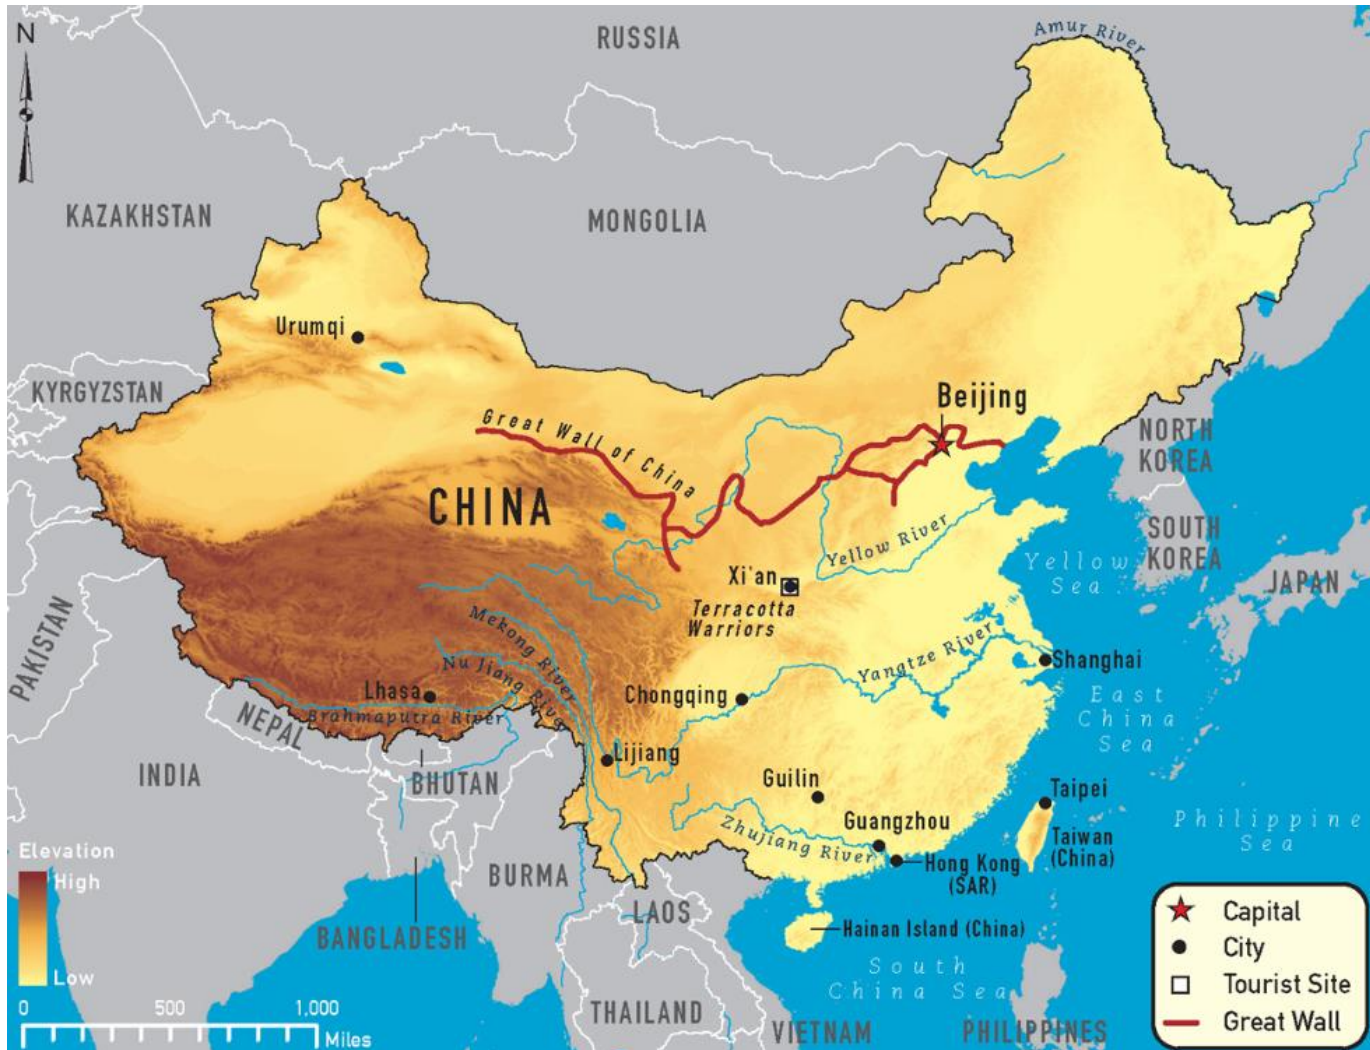 N
RUSSIA
Amur River
KAZAKHSTAN
MONGOLIA
Urumqi
KYRGYZSTAN
Beijing
Great Wall of China
NORTH
KOREA
CHINA
SOUTH
KOREA
Yellow River
Yellow
Sea
JAPAN
Xi'an
Terracotta
Warriors
PAKISTAN
Mekong River
Nu Jiang River
Yangtze River
Shanghai
Lhasa
Chongqing
Brahmaputra River
East
China
Sea
NEPAL
Lijiang
INDIA
BHUTAN
Guilin
Taipei
Philippine
Sea
Zhujiang River
Guangzhou
Taiwan
(China)
Hong Kong
(SAR)
BURMA
LAOS
BANGLADESH
Hainan Island (China)
South
China Sea
THAILAND
VIETNAM
PHILIPPINES
Elevation
High
Low
0 500 1,000
Miles
Capital
City
Tourist Site
Great Wall